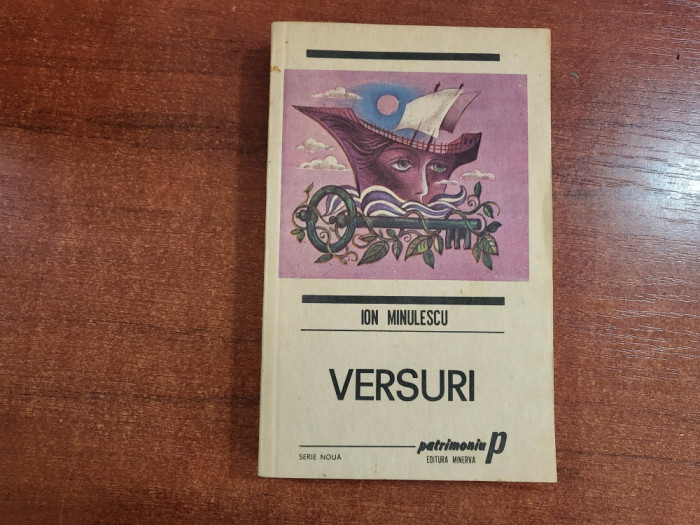 ION MINULESCU
VERSURI
patrimoniu P
SERIE NOUĂ
EDITURA MINERVA